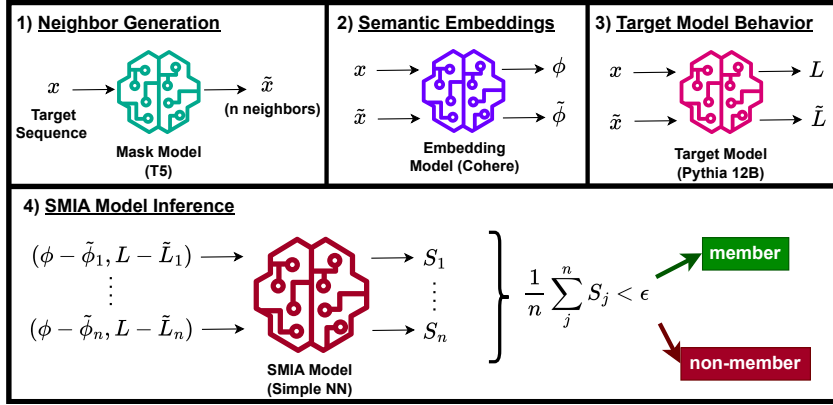 1) Neighbor Generation
x
x̃
Target
Sequence
(n neighbors)
Mask Model
(T5)
2) Semantic Embeddings
x
ϕ
x̃
ϕ̃
Embedding
Model (Cohere)
3) Target Model Behavior
x
L
x̃
L̃
Target Model
(Pythia 12B)
4) SMIA Model Inference
(ϕ − ϕ̃₁, L − L̃₁)
S₁
(ϕ − ϕ̃ₙ, L − L̃ₙ)
Sₙ
SMIA Model
(Simple NN)
1/n ∑ⱼⁿ Sⱼ < ϵ
member
non-member